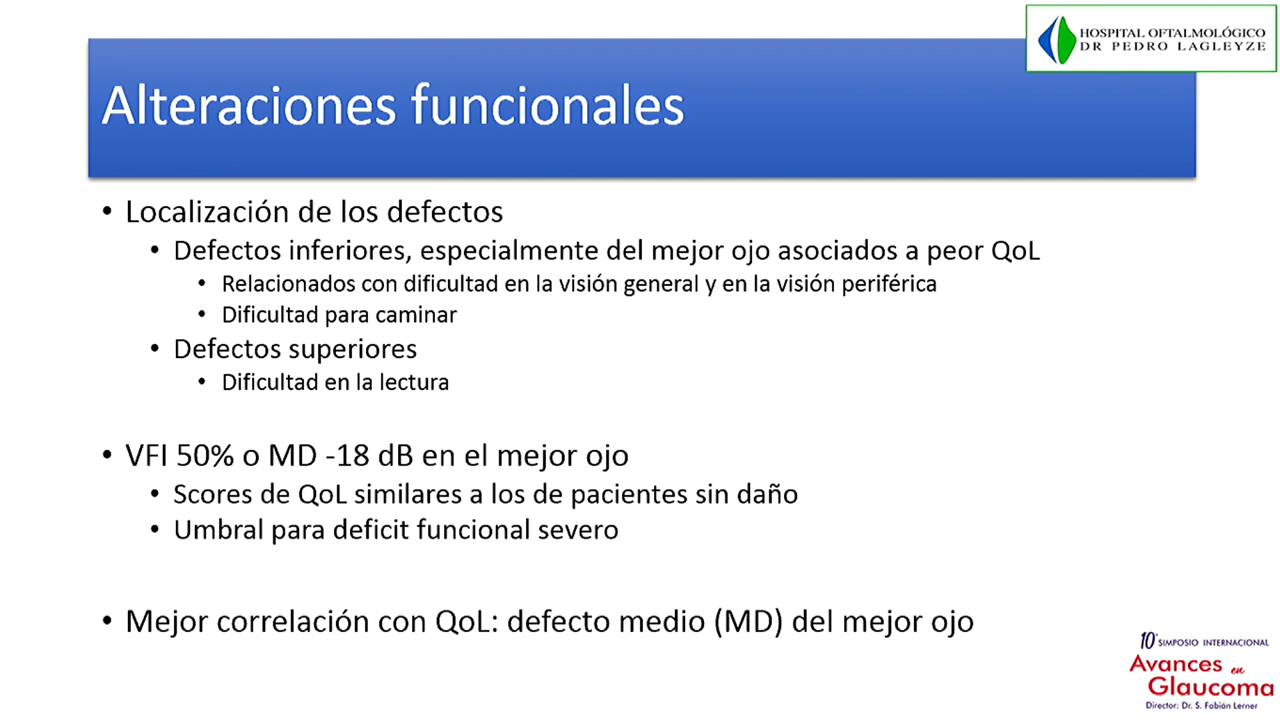 HOSPITAL OFTALMOLÓGICO
DR PEDRO LAGLEYZE
Alteraciones funcionales
• Localización de los defectos
• Defectos inferiores, especialmente del mejor ojo asociados a peor QoL
• Relacionados con dificultad en la visión general y en la visión periférica
• Dificultad para caminar
• Defectos superiores
• Dificultad en la lectura
• VFI 50% o MD -18 dB en el mejor ojo
• Scores de QoL similares a los de pacientes sin daño
• Umbral para deficit funcional severo
• Mejor correlación con QoL: defecto medio (MD) del mejor ojo
10° SIMPOSIO INTERNACIONAL
Avances en
Glaucoma
Director: Dr. S. Fabián Lerner